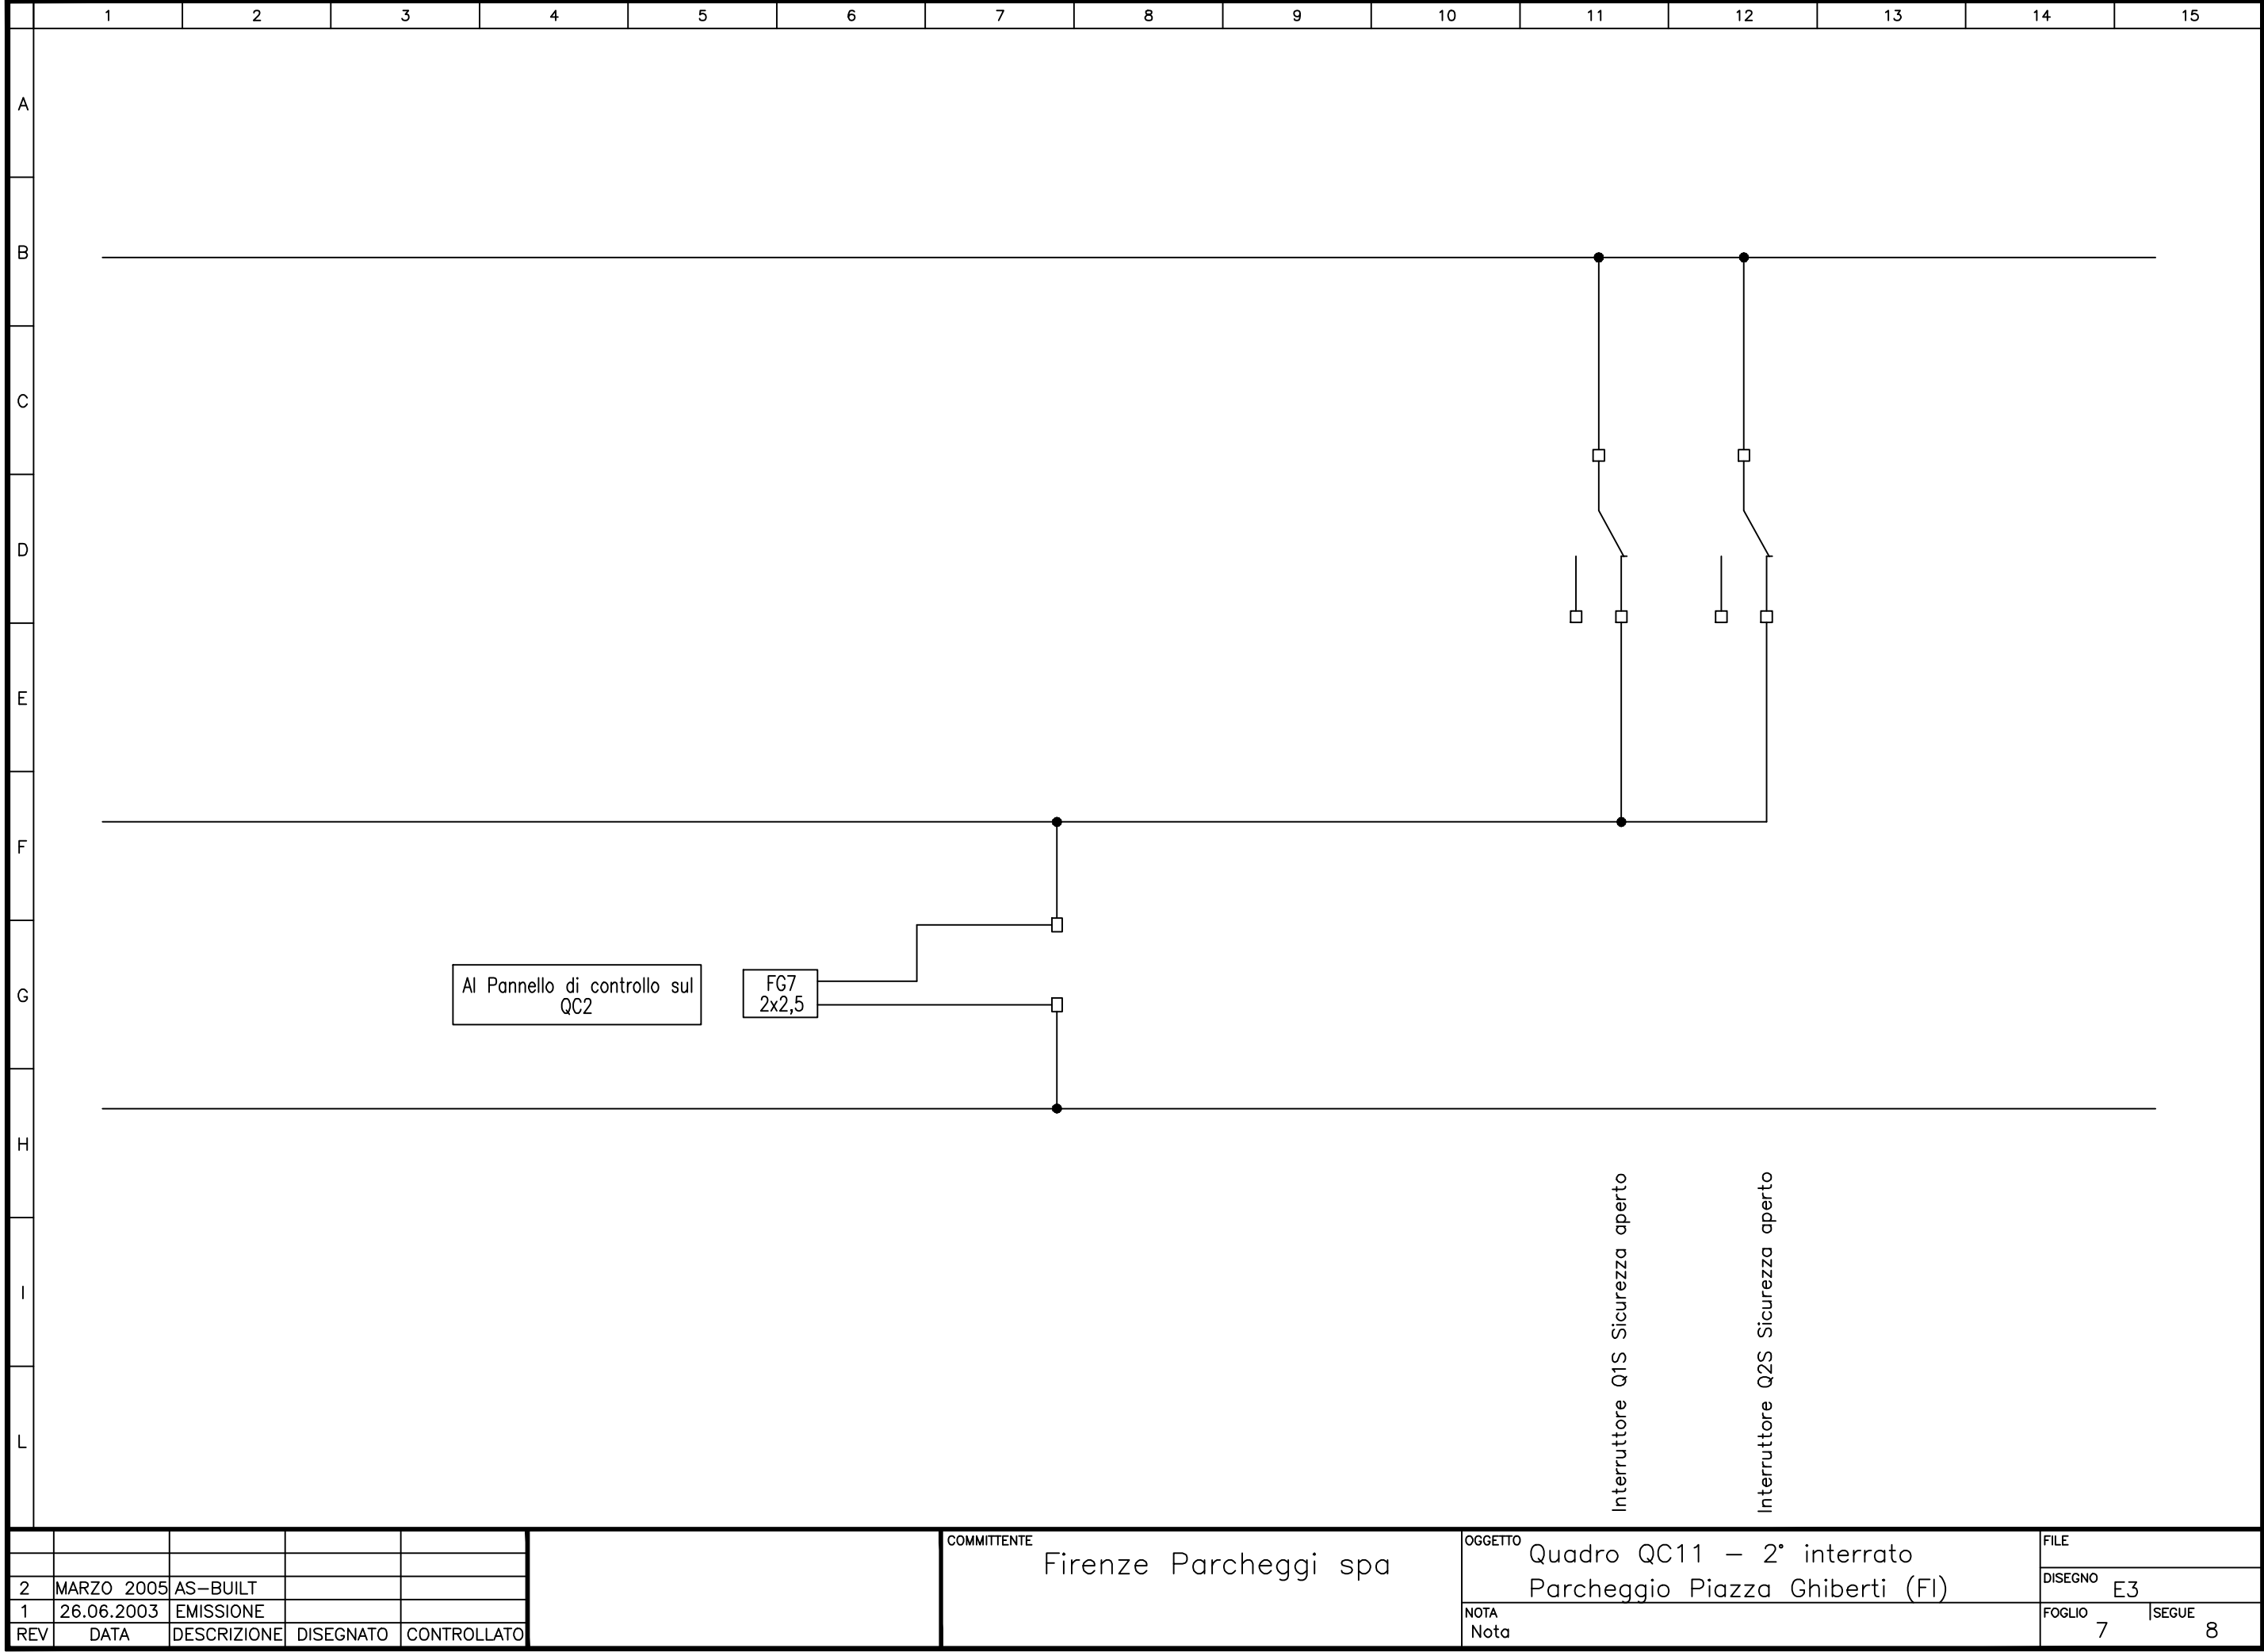 1 2 3 4 5 6 7 8 9 10 11 12 13 14 15
A
B
C
D
E
F
G
H
I
L
Al Pannello di controllo sul
QC2
FG7
2x2,5
Interruttore Q1S Sicurezza aperto
Interruttore Q2S Sicurezza aperto
2 MARZO 2005 AS-BUILT
1 26.06.2003 EMISSIONE
REV DATA DESCRIZIONE DISEGNATO CONTROLLATO
COMMITTENTE
Firenze Parcheggi spa
OGGETTO
Quadro QC11 - 2° interrato
Parcheggio Piazza Ghiberti (FI)
NOTA
Nota
FILE
DISEGNO E3
FOGLIO 7
SEGUE 8